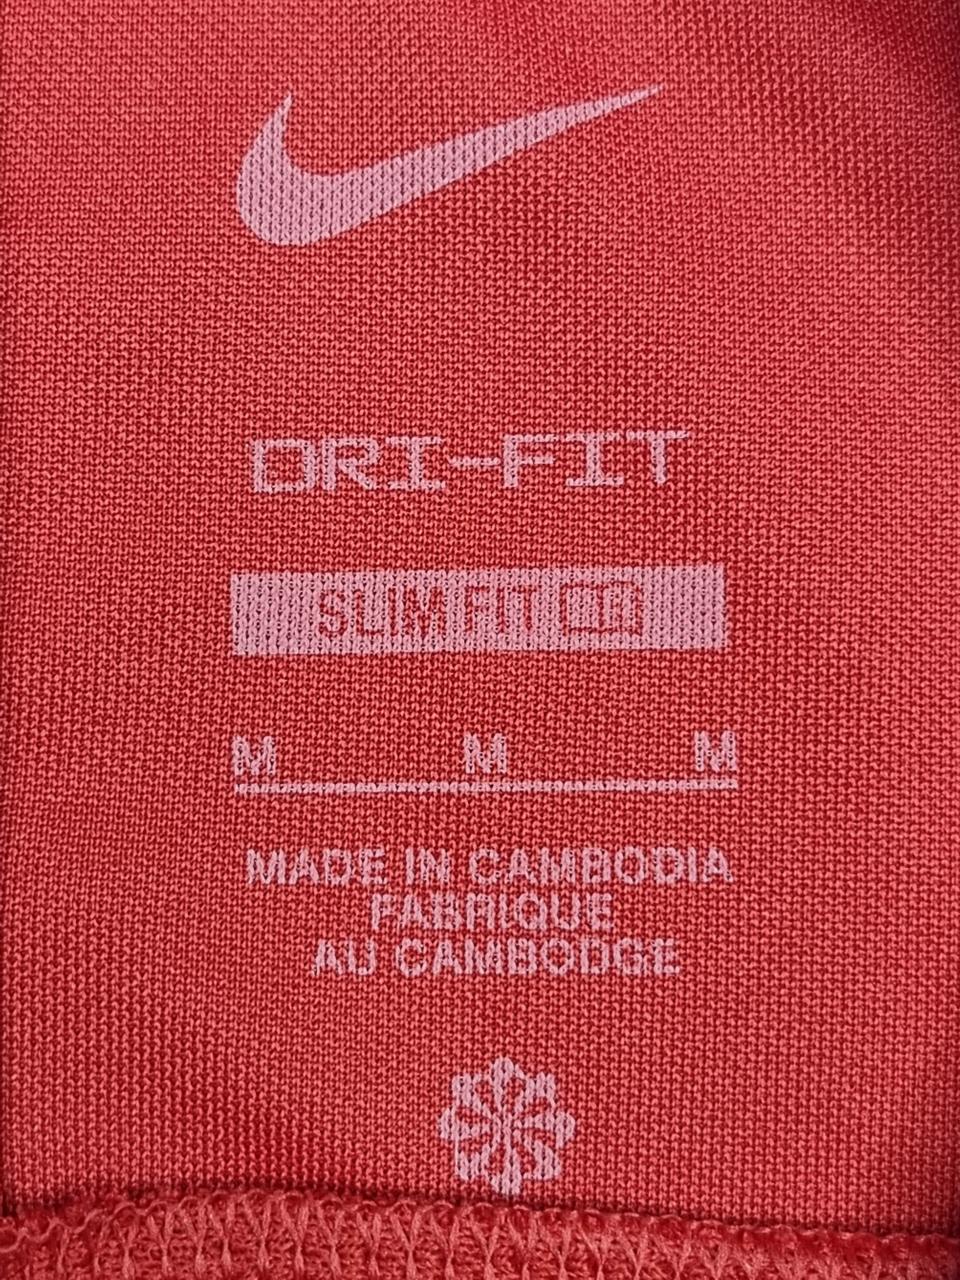 DRI-FIT
SLIM FIT
M M M
MADE IN CAMBODIA
FABRIQUE
AU CAMBODGE